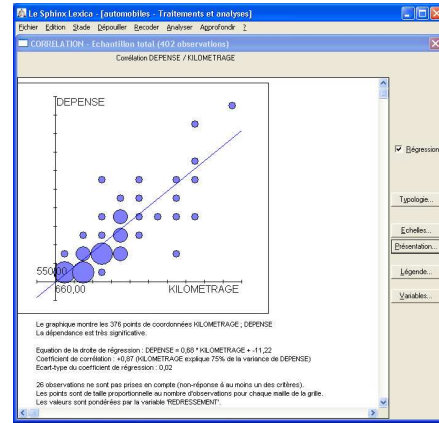 Le Sphinx Lexica - [automobiles - Traitements et analyses]
Fichier Edition Stade Dépouiller Recoder Analyser Approfondir ?
CORRELATION - Echantillon total (402 observations)
Corrélation DEPENSE / KILOMETRAGE
DEPENSE
Régression
Typologie...
Echelles...
Présentation...
550,00
660,00
KILOMETRAGE
Légende...
Variables...
Le graphique montre les 376 points de coordonnées KILOMETRAGE ; DEPENSE
La dépendance est très significative.
Equation de la droite de régression : DEPENSE = 0,68 * KILOMETRAGE + -11,22
Coefficient de corrélation : +0,87 (KILOMETRAGE explique 75% de la variance de DEPENSE)
Ecart-type du coefficient de régression : 0,02
26 observations ne sont pas prises en compte (non-réponse à au moins un des critères).
Les points sont de taille proportionnelle au nombre d'observations pour chaque maille de la grille.
Les valeurs sont pondérées par la variable 'REDRESSEMENT'.